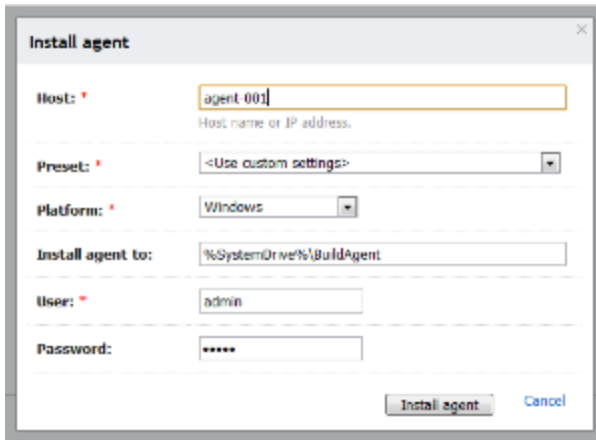 Install agent
Host: *
agent-001
Host name or IP address.
Preset: *
<Use custom settings>
Platform: *
Windows
Install agent to:
%SystemDrive%\BuildAgent
User: *
admin
Password:
•••••
Install agent
Cancel